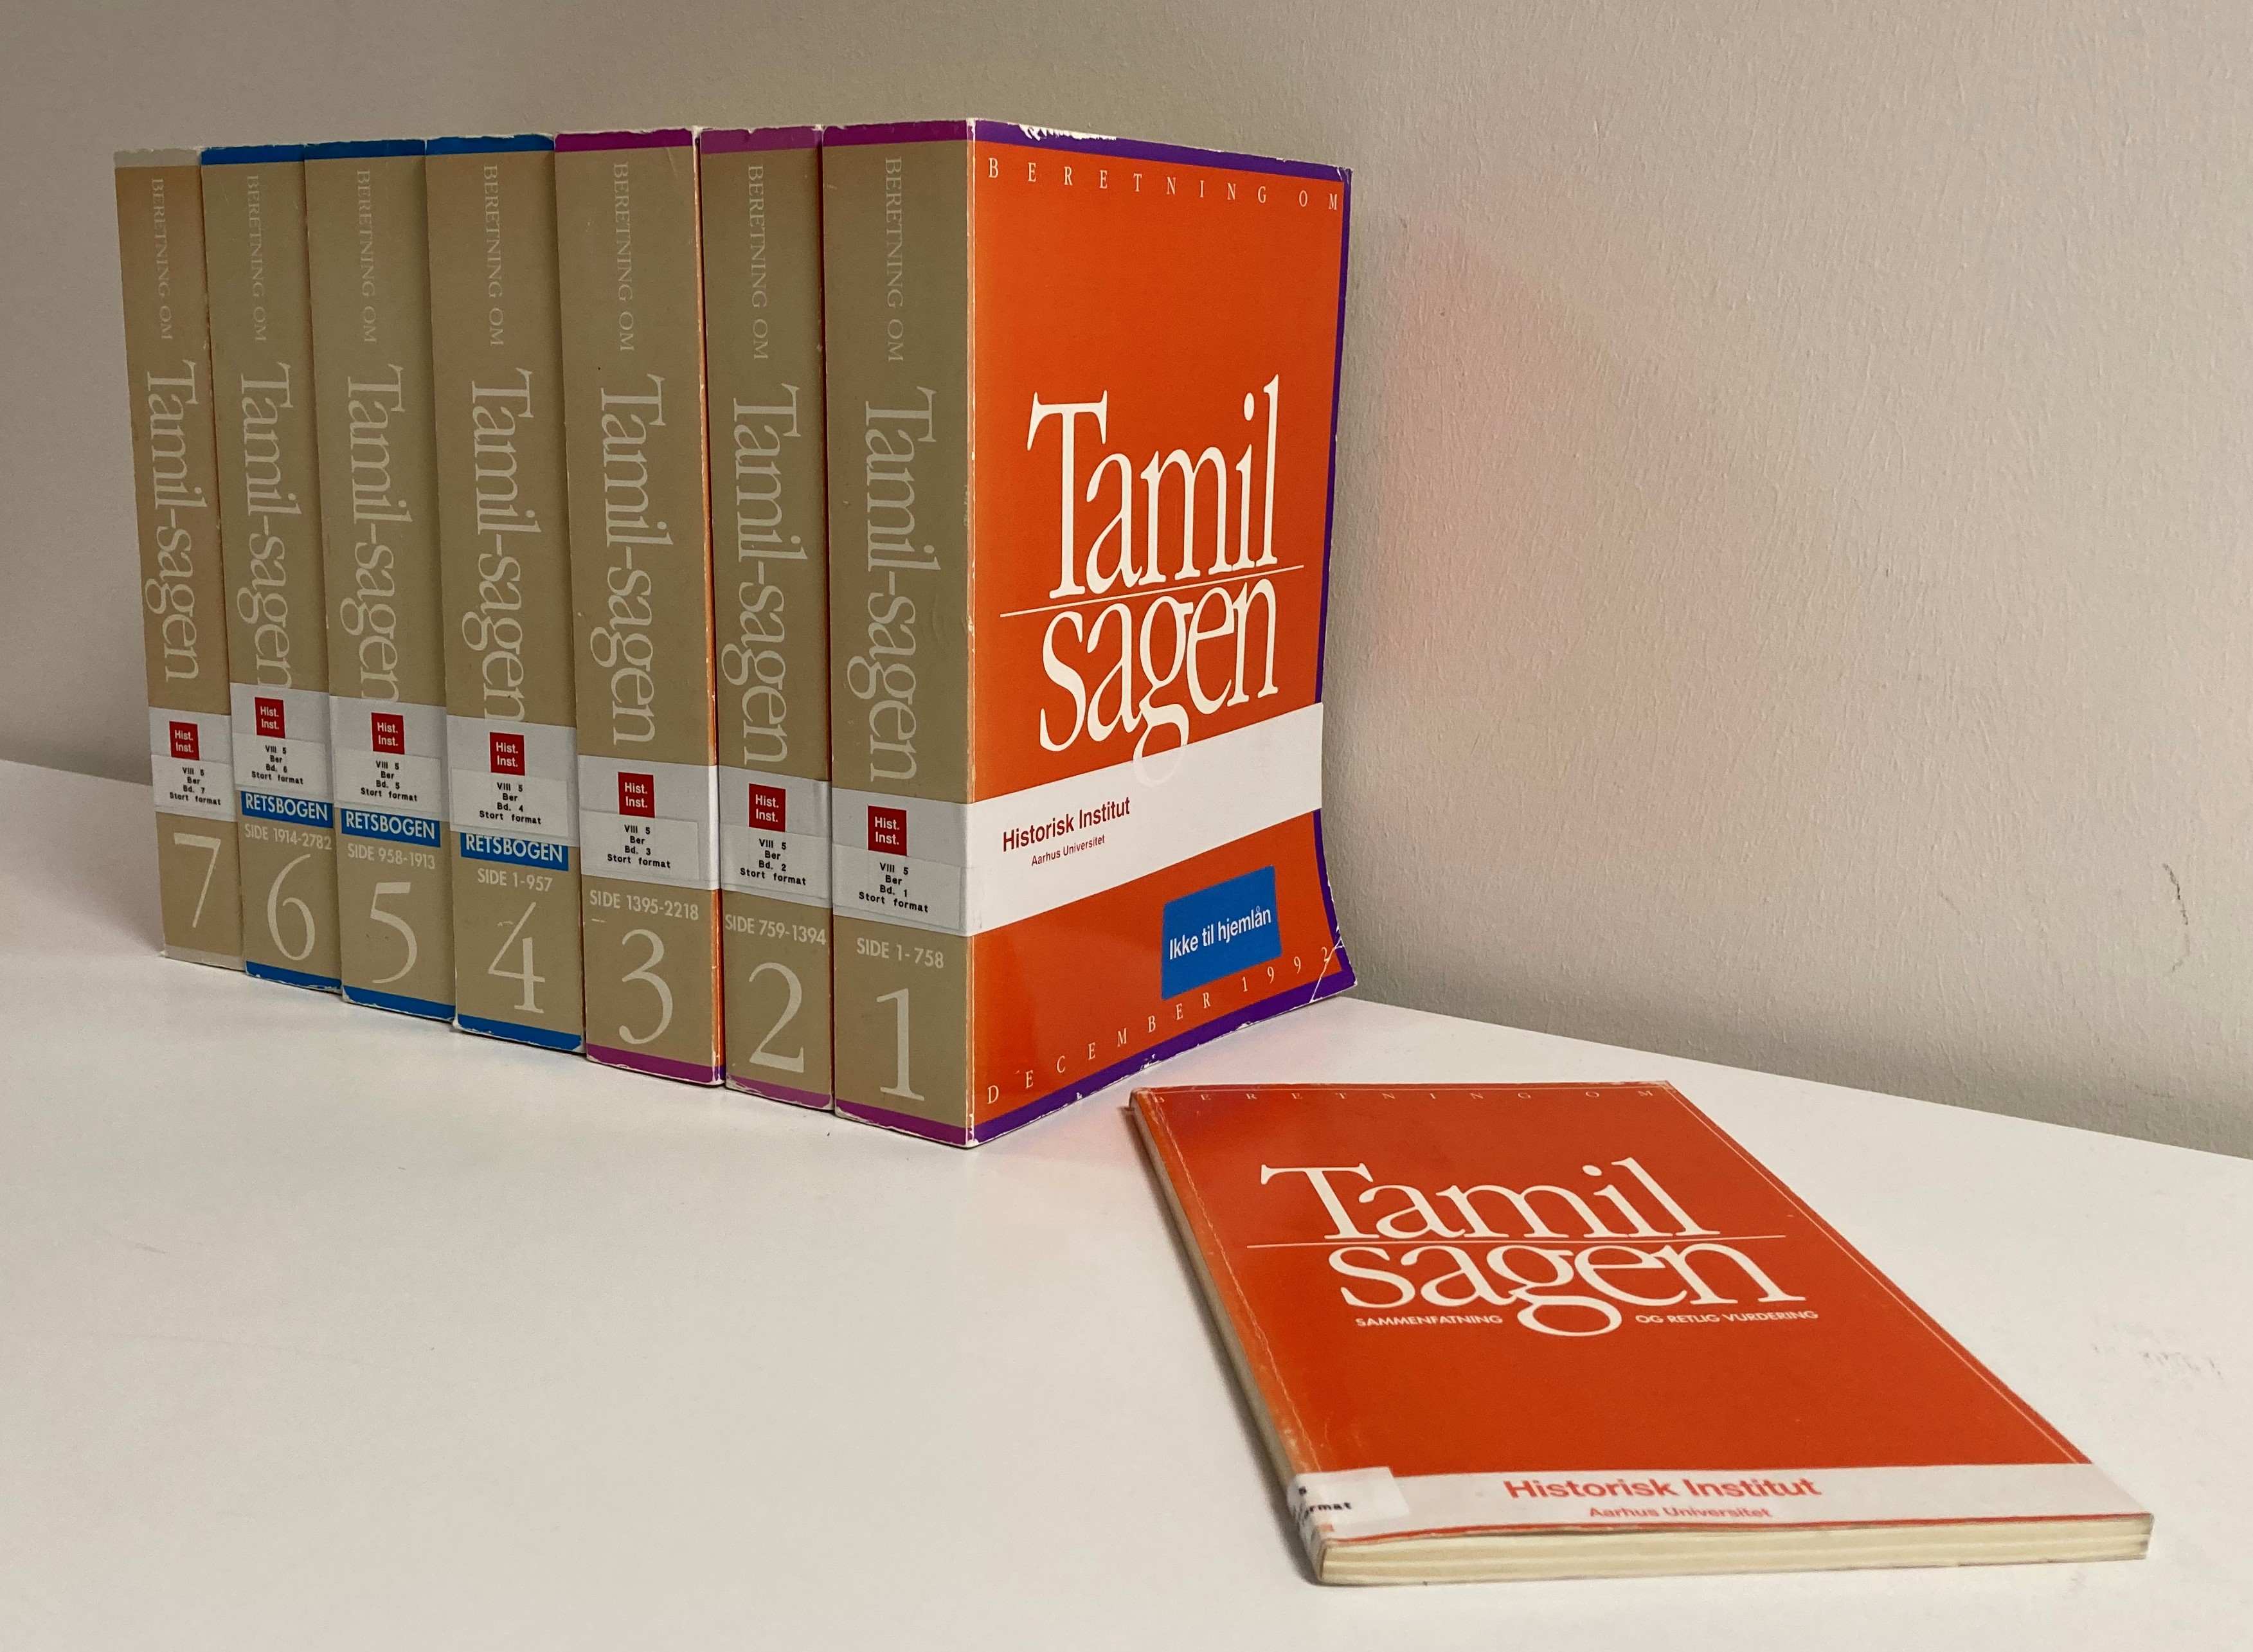 BERETNING OM
Tamil-sagen
Hist.
Inst.
VIII 5
Ber
Bd. 7
Stort format
7
BERETNING OM
Tamil-sagen
Hist.
Inst.
VIII 5
Ber
Bd. 6
Stort format
RETSBOGEN
SIDE 1914-2782
6
BERETNING OM
Tamil-sagen
Hist.
Inst.
VIII 5
Ber
Bd. 5
Stort format
RETSBOGEN
SIDE 958-1913
5
BERETNING OM
Tamil-sagen
Hist.
Inst.
VIII 5
Ber
Bd. 4
Stort format
RETSBOGEN
SIDE 1-957
4
BERETNING OM
Tamil-sagen
Hist.
Inst.
VIII 5
Ber
Bd. 3
Stort format
SIDE 1395-2218
3
BERETNING OM
Tamil-sagen
Hist.
Inst.
VIII 5
Ber
Bd. 2
Stort format
SIDE 759-1394
2
BERETNING OM
Tamil-sagen
Hist.
Inst.
VIII 5
Ber
Bd. 1
Stort format
SIDE 1-758
1
BERETNING OM
Tamil
sagen
Historisk Institut
Aarhus Universitet
Ikke til hjemlån
DECEMBER 1992
BERETNING OM
Tamil
sagen
SAMMENFATNING OG RETLIG VURDERING
Historisk Institut
Aarhus Universitet